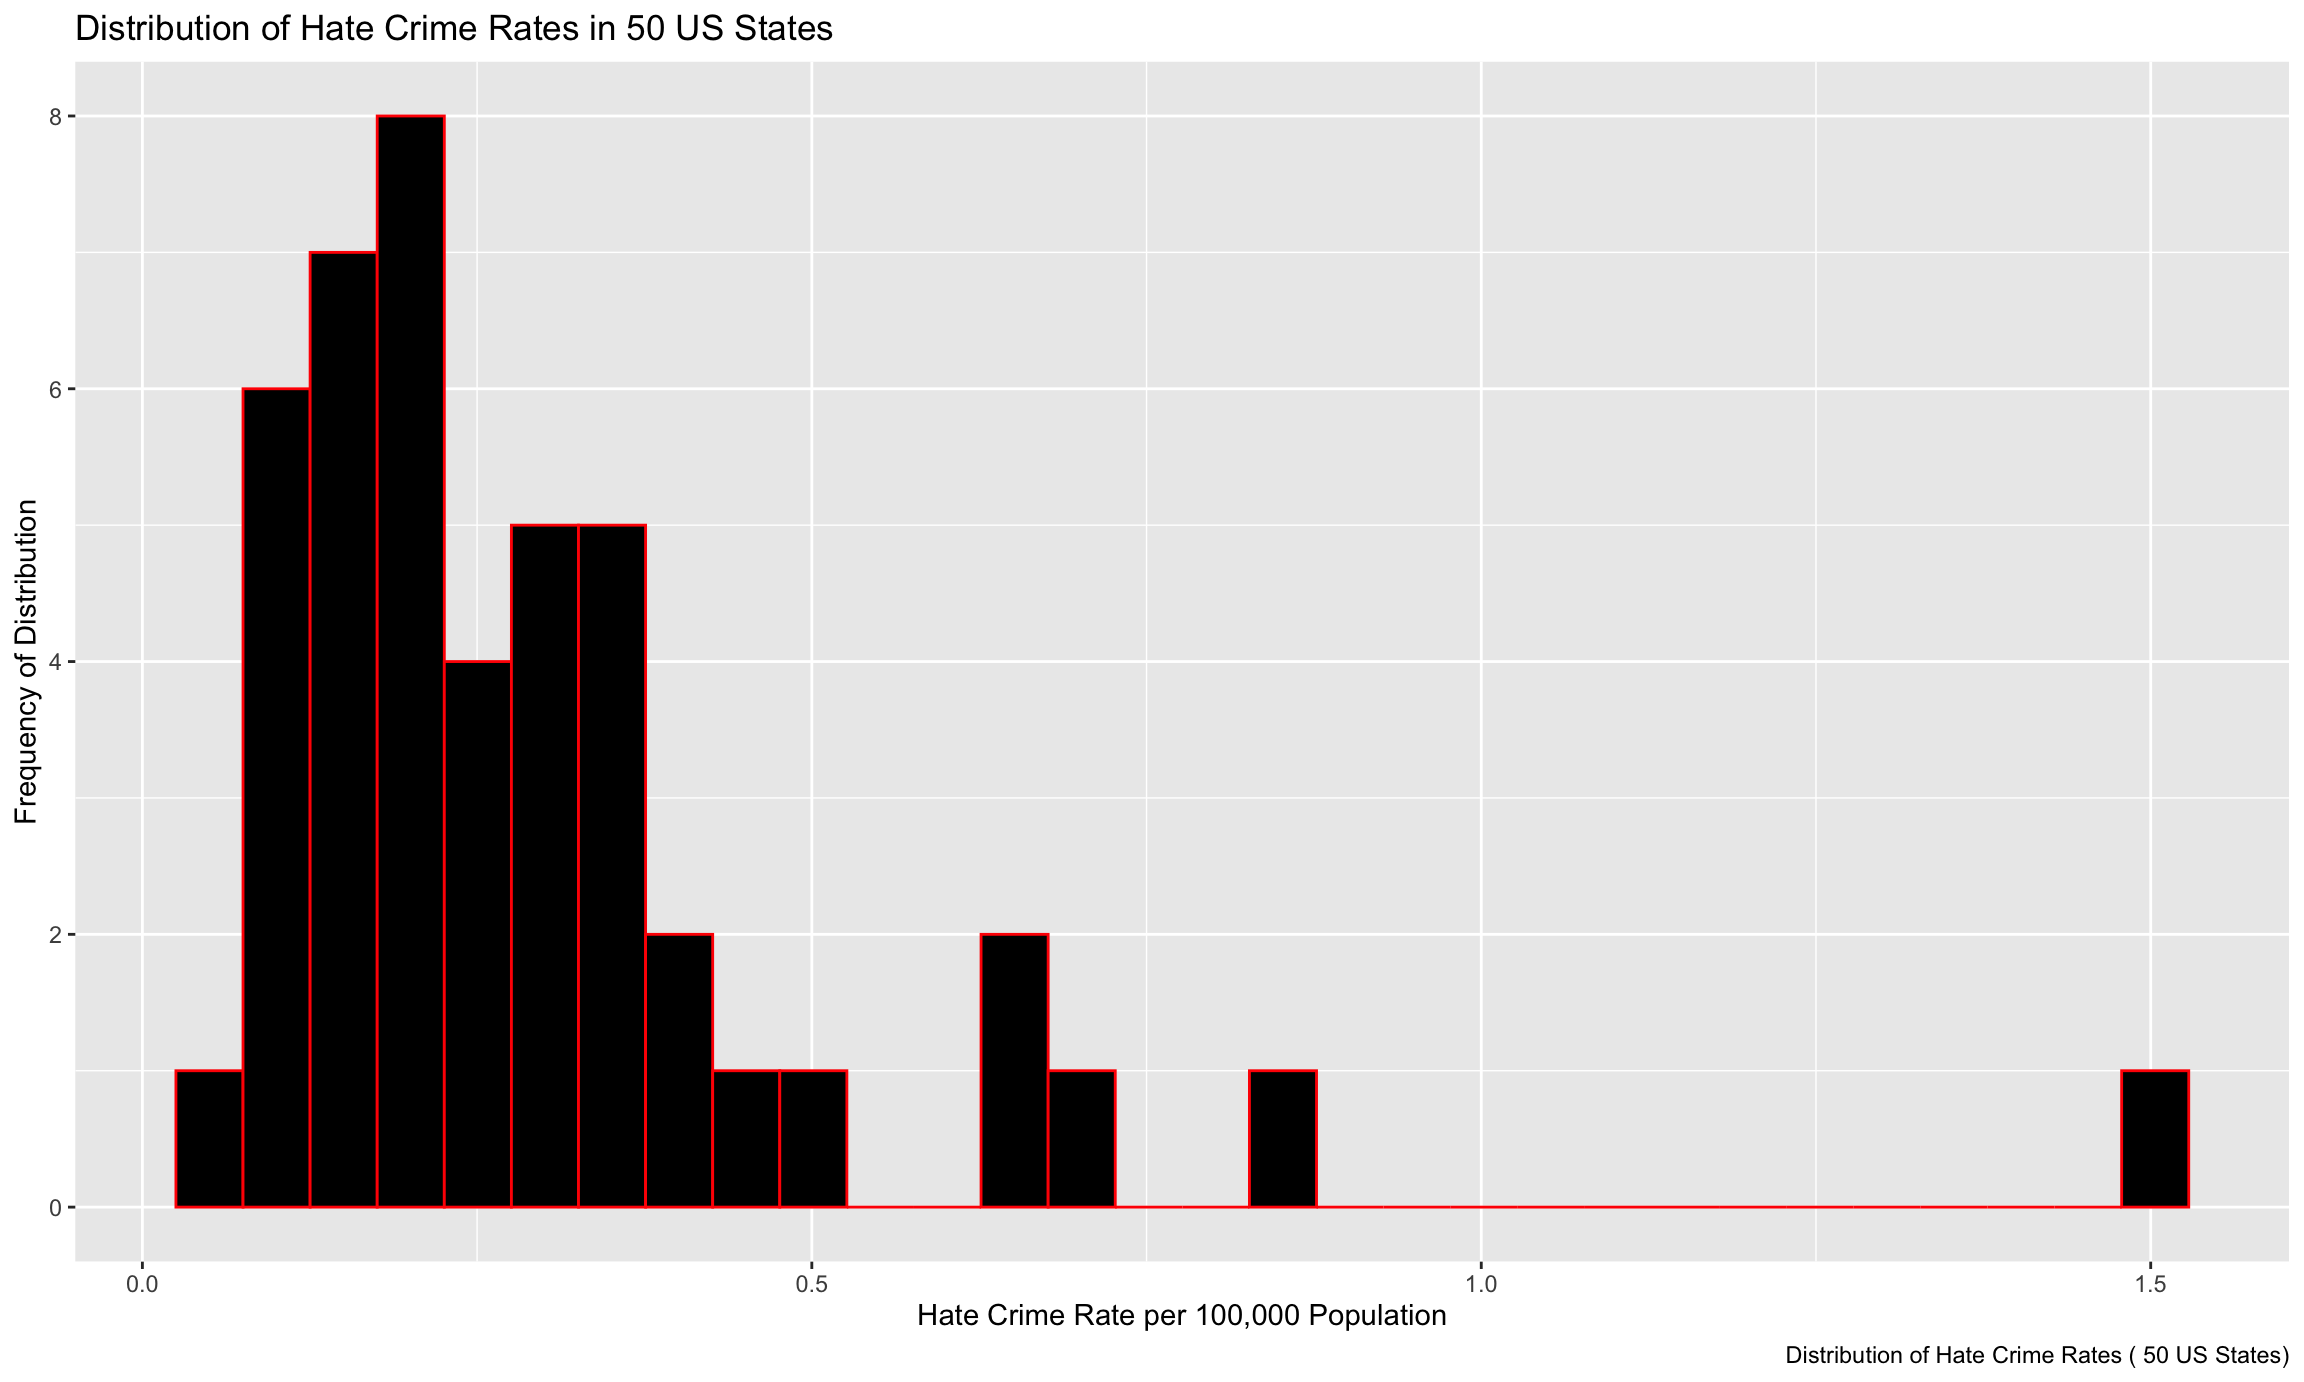 Distribution of Hate Crime Rates in 50 US States
8
6
4
2
0
Frequency of Distribution
0.0
0.5
1.0
1.5
Hate Crime Rate per 100,000 Population
Distribution of Hate Crime Rates ( 50 US States)